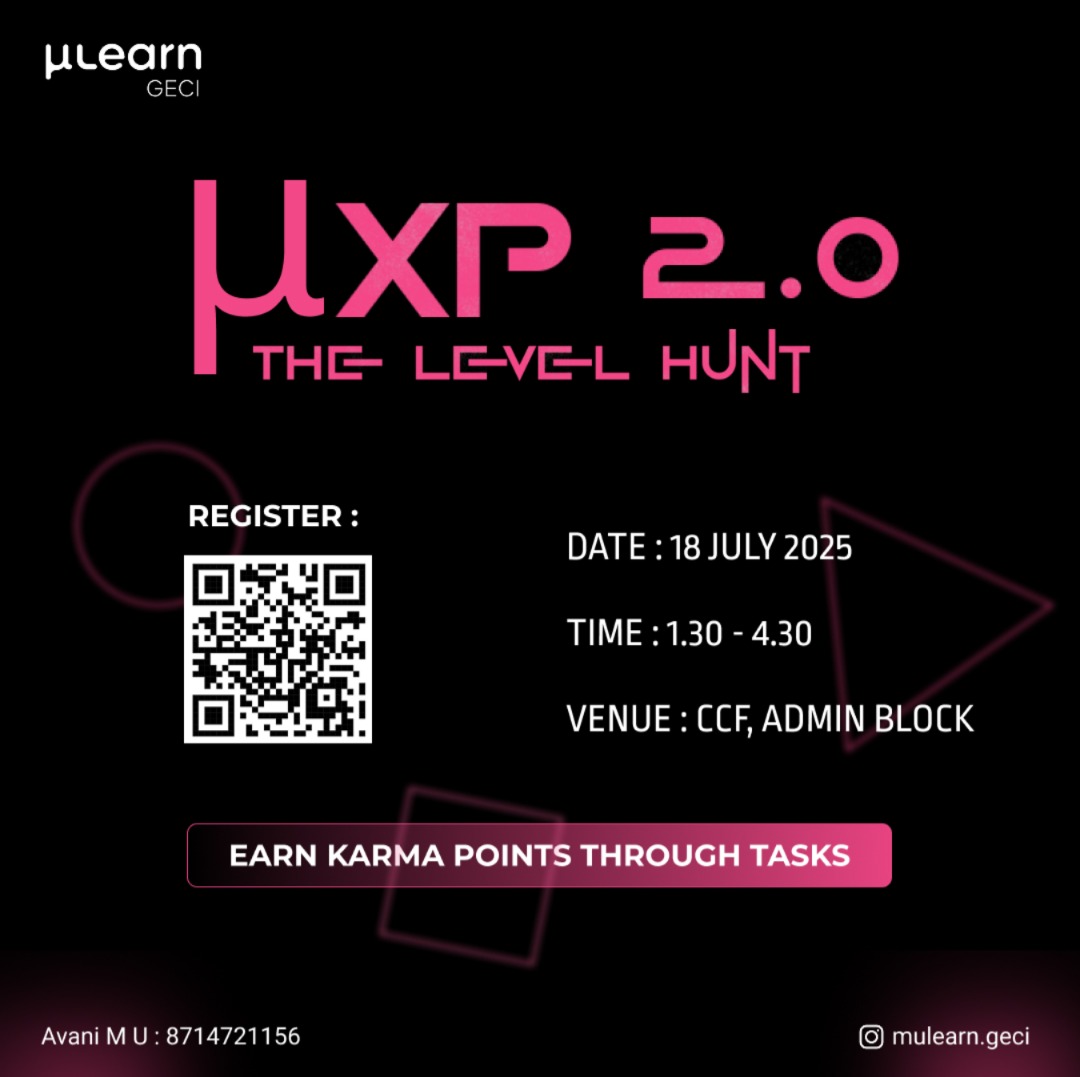 µLearn
GECI
µXP 2.0
THE LEVEL HUNT
REGISTER :
DATE : 18 JULY 2025
TIME : 1.30 - 4.30
VENUE : CCF, ADMIN BLOCK
EARN KARMA POINTS THROUGH TASKS
Avani M U : 8714721156
mulearn.geci